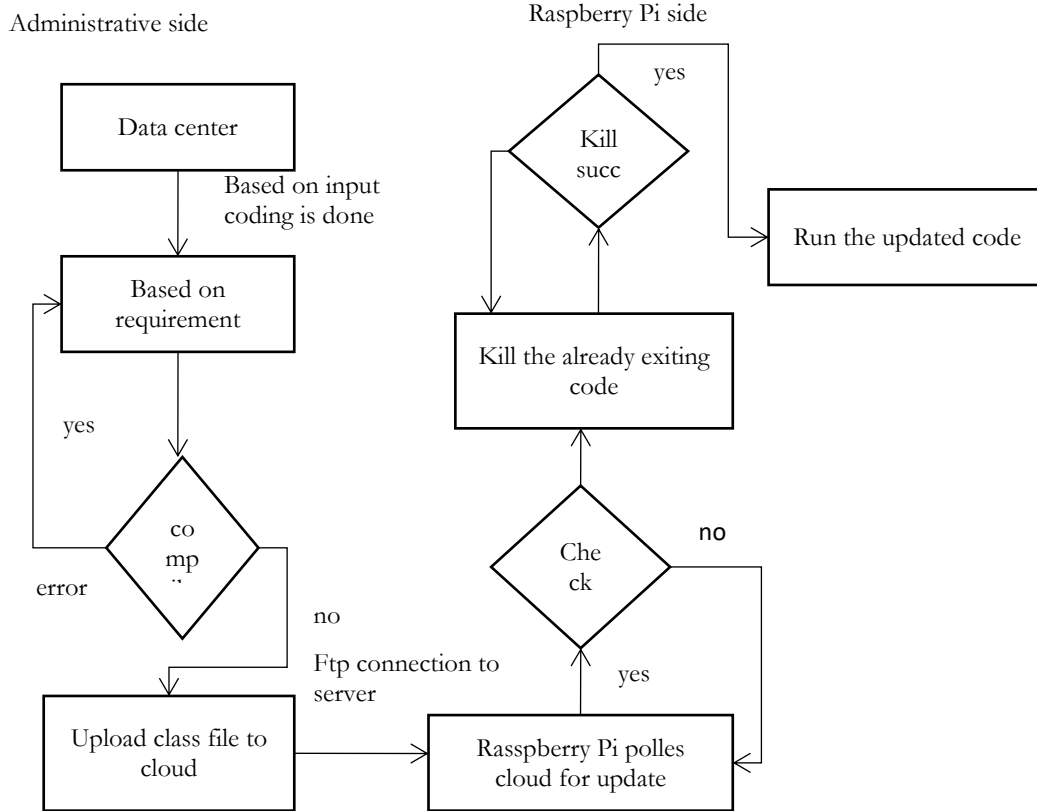 Administrative side
Data center
Based on input
coding is done
Based on
requirement
yes
co
mp
error
no
Ftp connection to
server
Upload class file to
cloud
Raspberry Pi side
yes
Kill
succ
Run the updated code
Kill the already exiting
code
Che
ck
no
yes
Rasspberry Pi polles
cloud for update